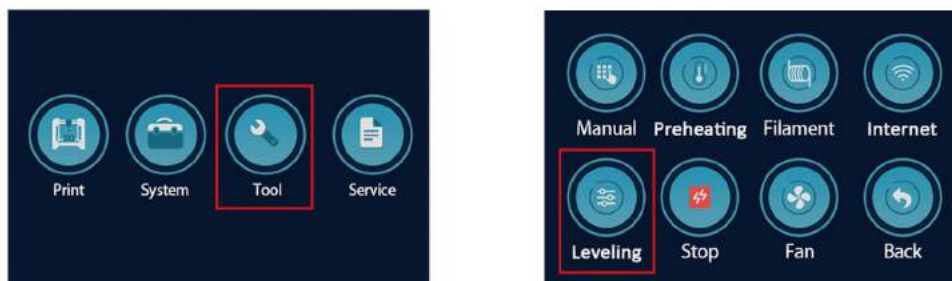 Print System Tool Service
Manual Preheating Filament Internet
Leveling Stop Fan Back